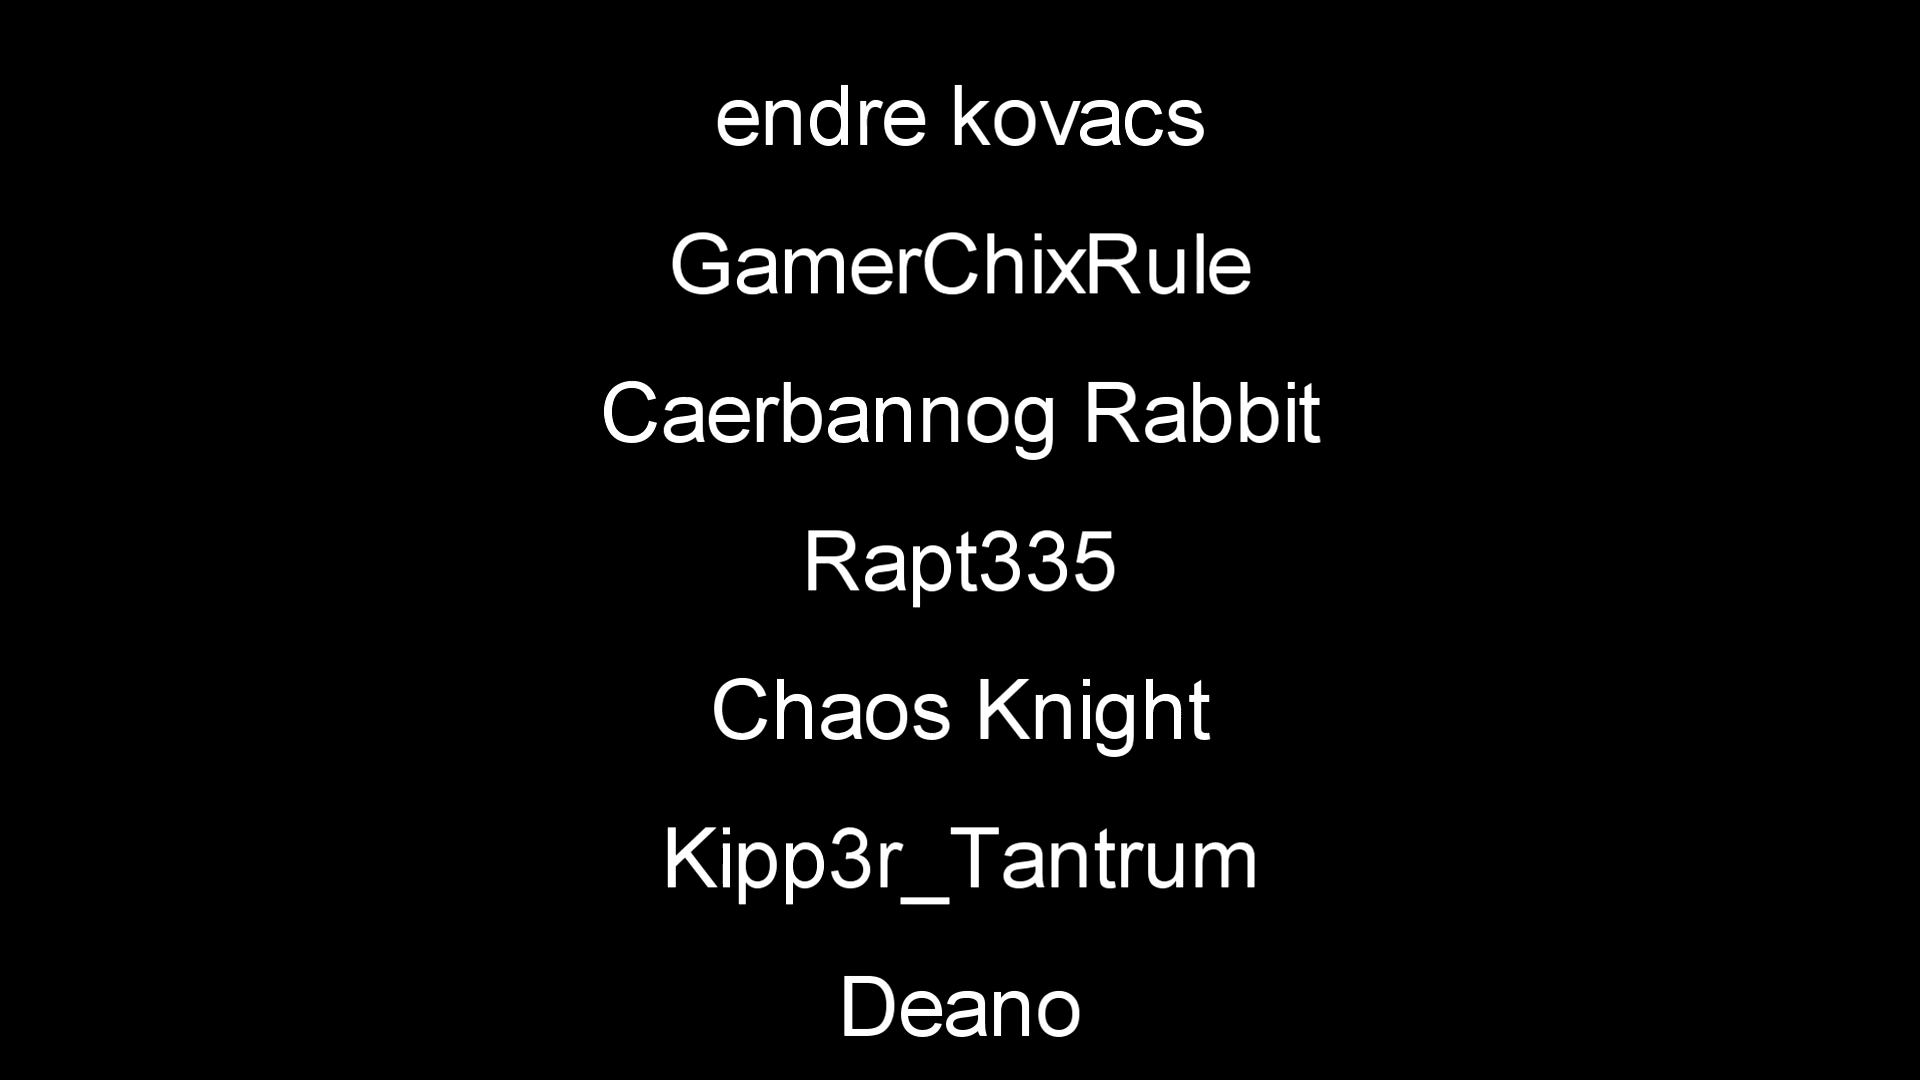 endre kovacs
GamerChixRule
Caerbannog Rabbit
Rapt335
Chaos Knight
Kipp3r_Tantrum
Deano